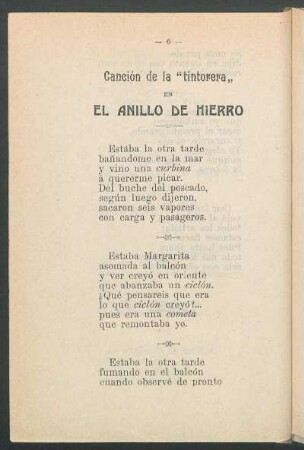 — 6 —
Canción de la "tintorera„
EN
EL ANILLO DE HIERRO
Estaba la otra tarde
bañandome en la mar
y vino una curbina
a quererme picar.
Del buche del pescado,
según luego dijeron,
sacaron seis vapores
con carga y pasageros.
Estaba Margarita
asomada al balcón
y ver creyó en oriente
que abanzaba un ciclón.
¿Qué pensareis que era
lo que ciclón creyó?...
pues era una cometa
que remontaba yo.
Estaba la otra tarde
fumando en el balcón
cuando observé de pronto